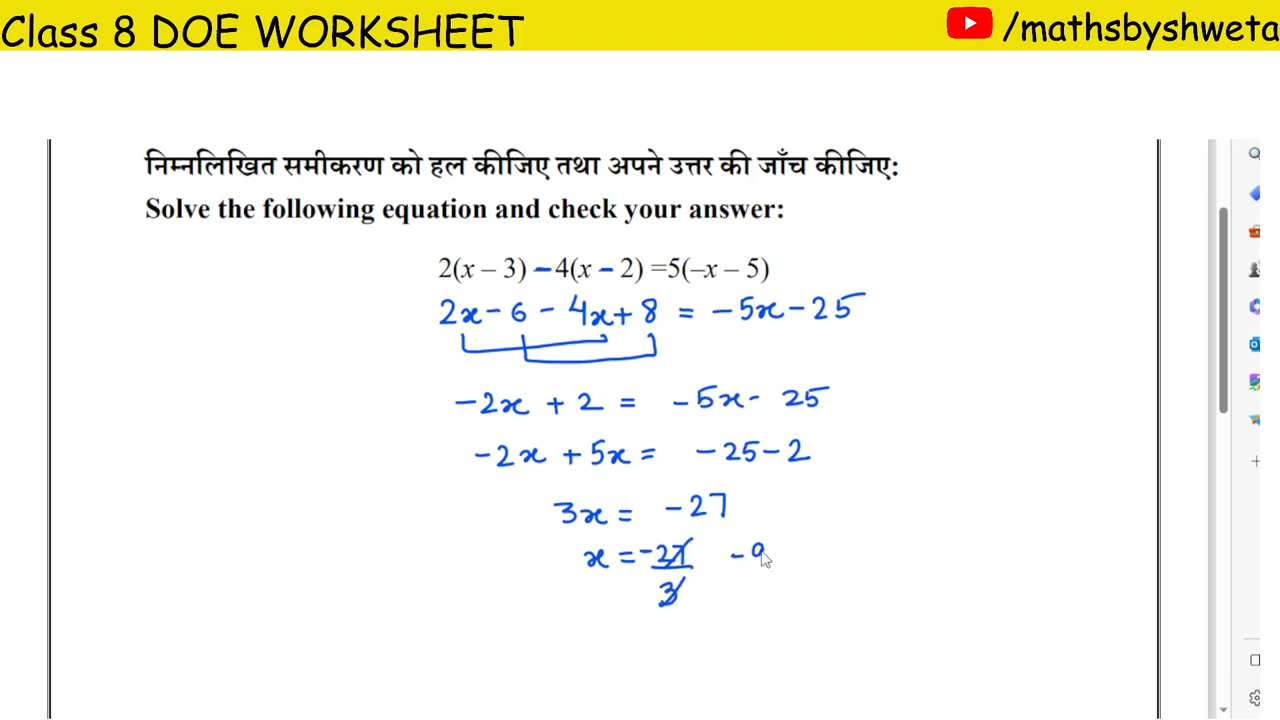 Class 8 DOE WORKSHEET
/mathsbyshweta
निम्नलिखित समीकरण को हल कीजिए तथा अपने उत्तर की जाँच कीजिए:
Solve the following equation and check your answer:
2(x – 3) – 4(x – 2) =5(–x – 5)
2x - 6 - 4x + 8 = - 5x - 25
-2x + 2 = -5x - 25
-2x + 5x = -25 - 2
3x = -27
x = -27/3 -9